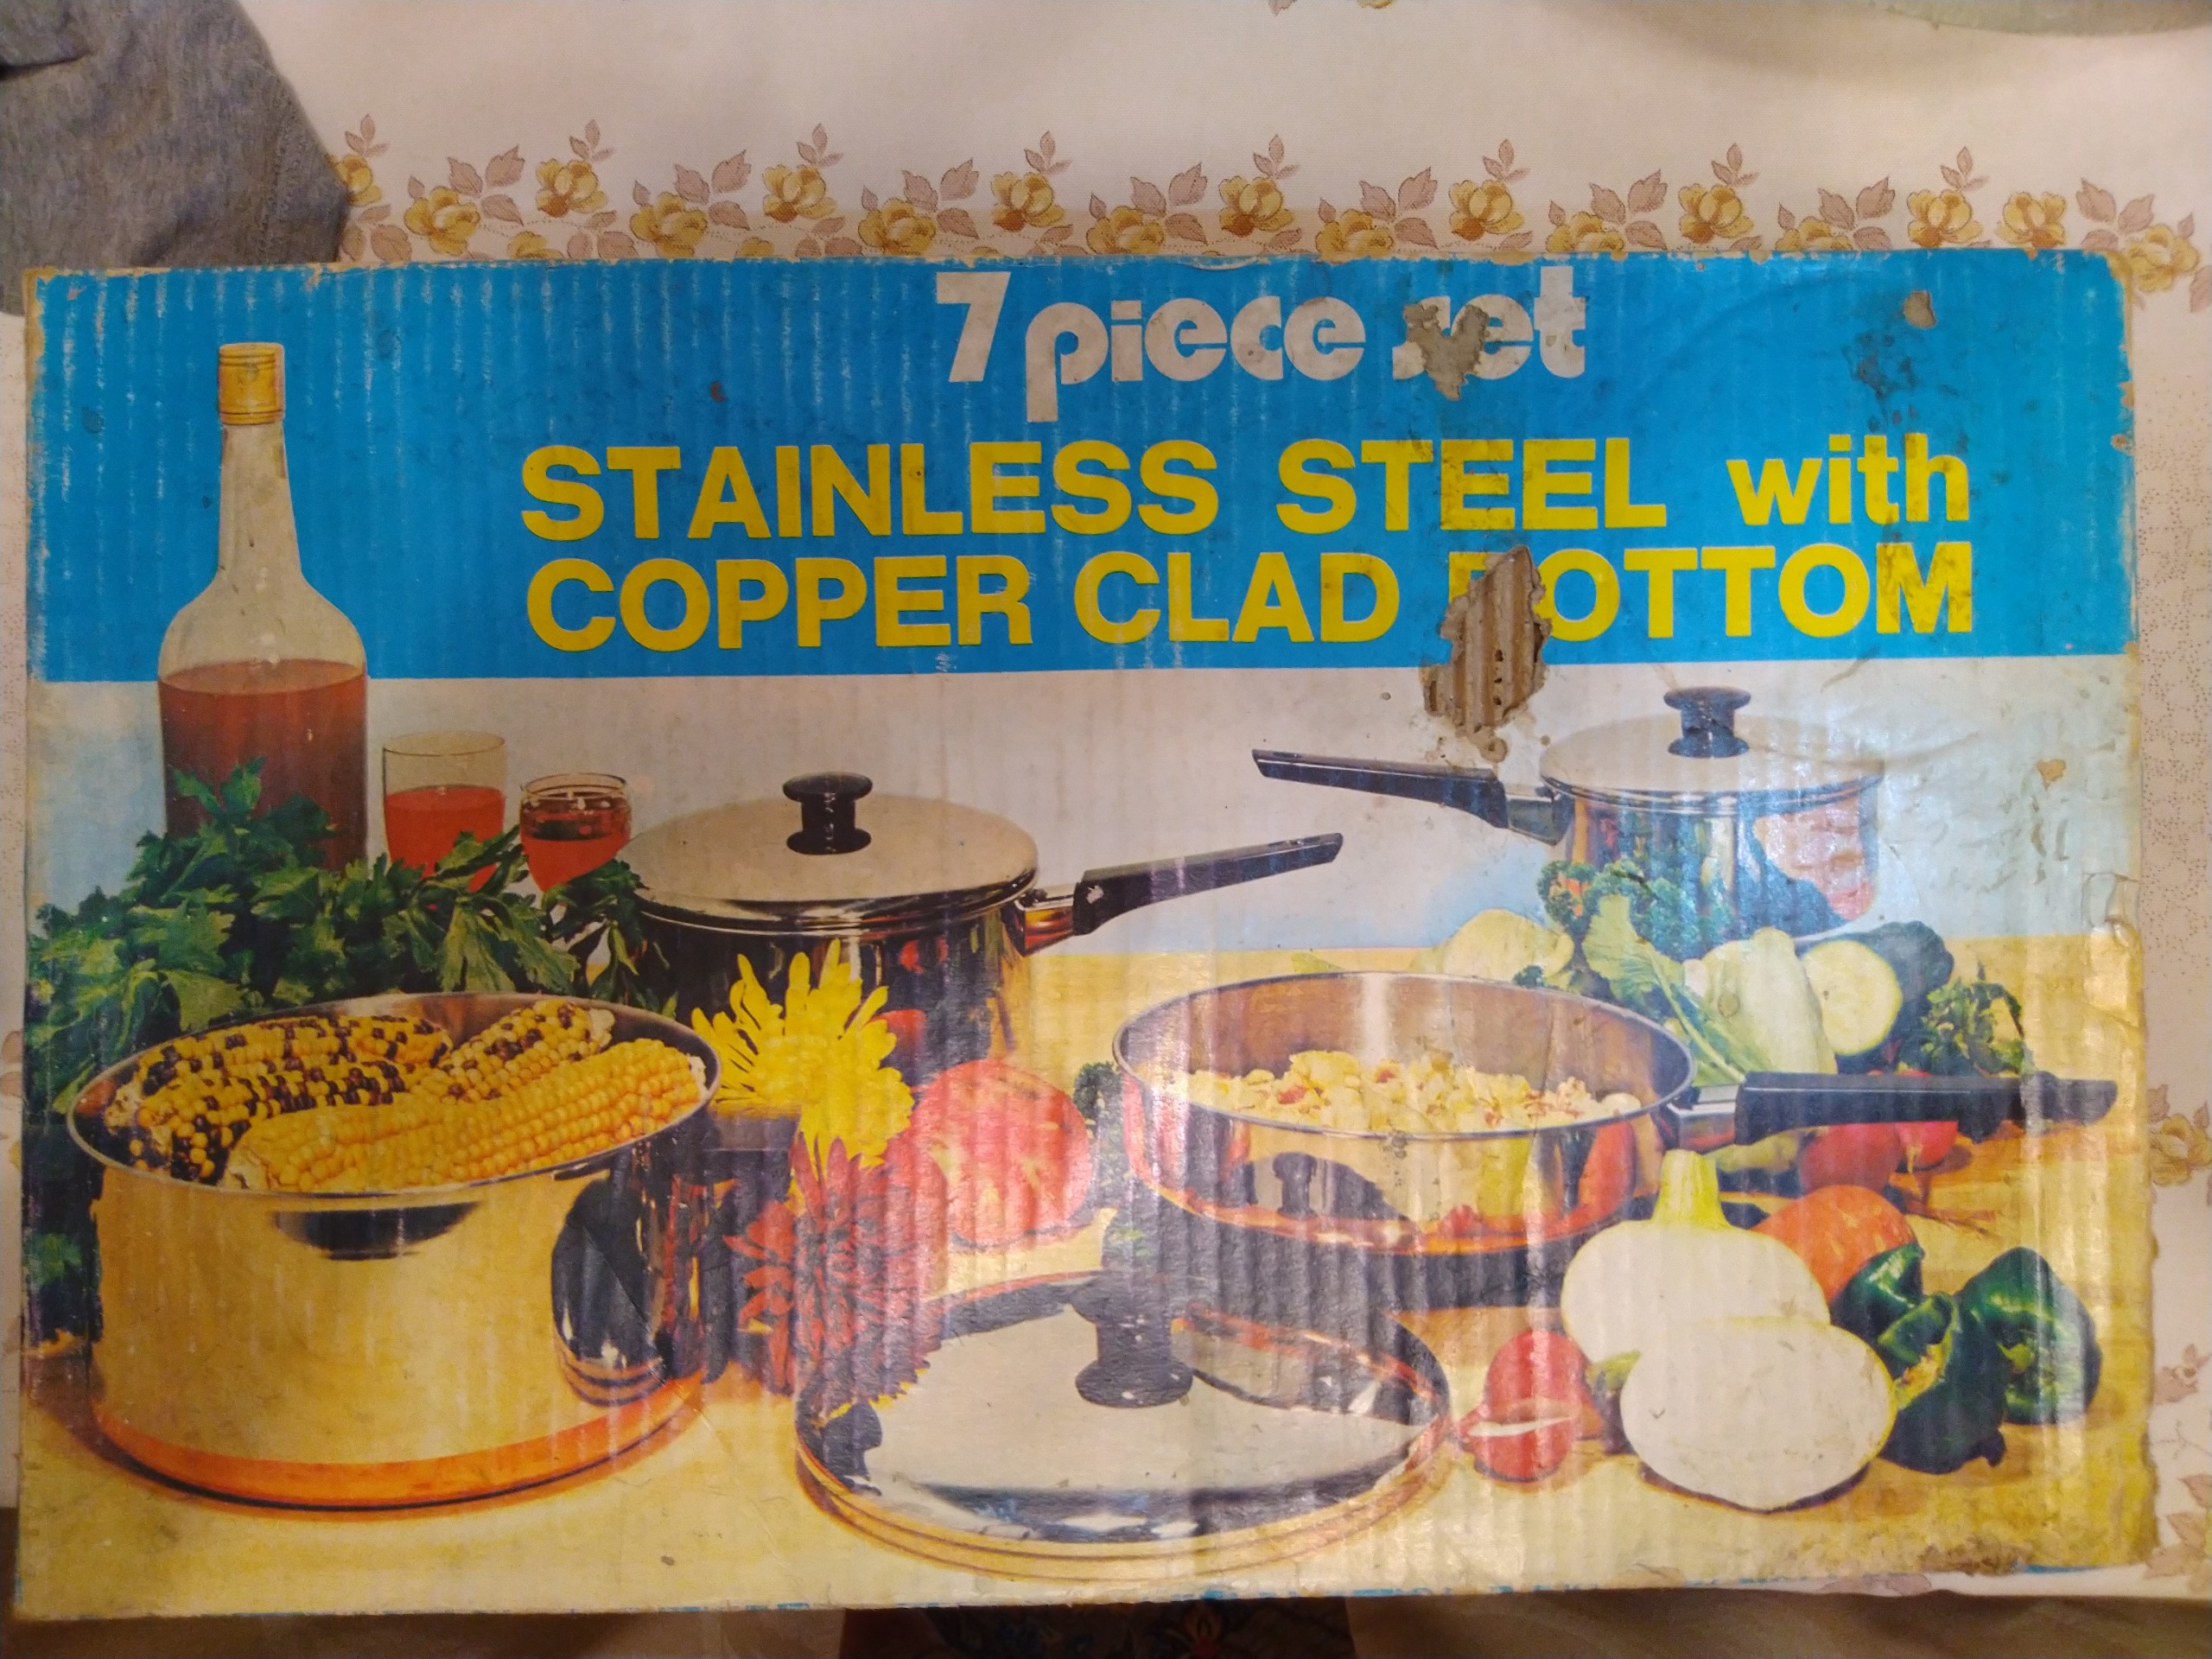 7 piece set
STAINLESS STEEL with
COPPER CLAD BOTTOM